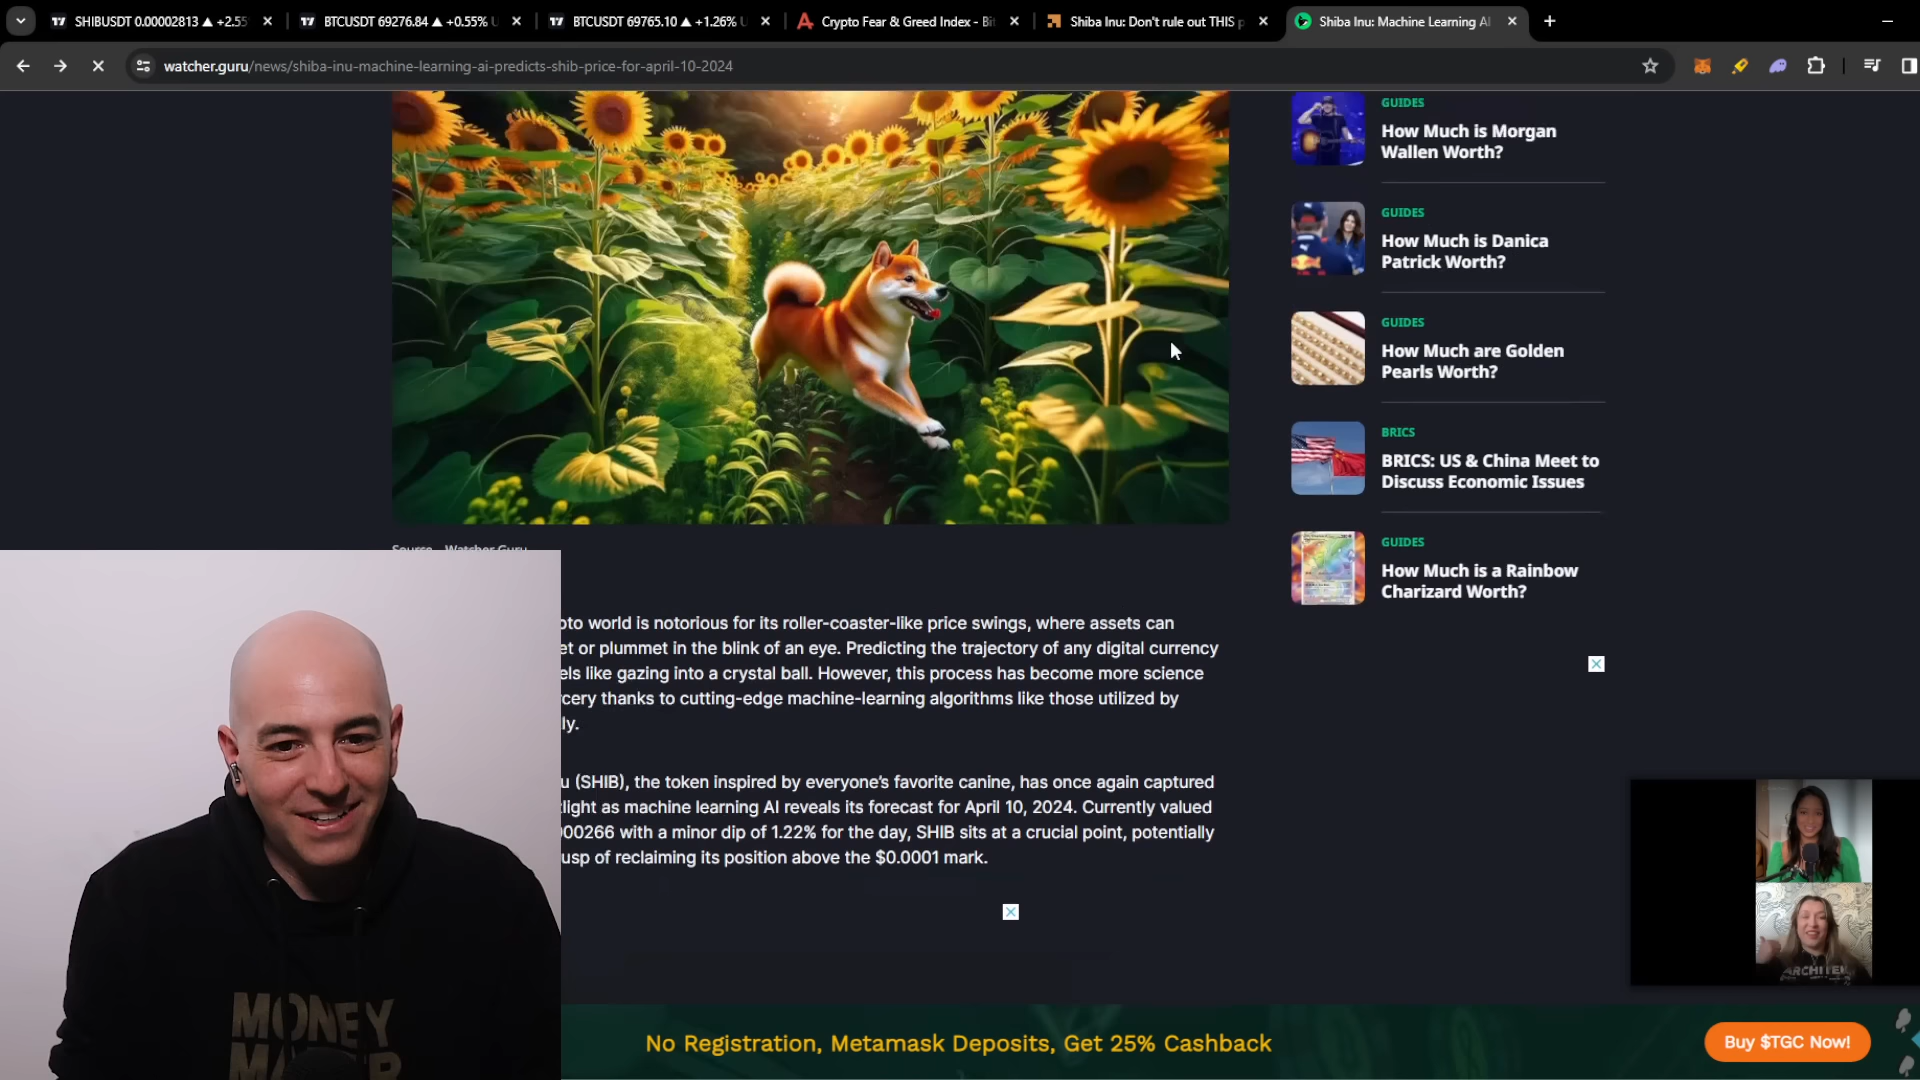 SHIBUSDT 0.00002813 ▲ +2.55
BTCUSDT 69276.84 ▲ +0.55% U
BTCUSDT 69765.10 ▲ +1.26% U
Crypto Fear & Greed Index - Bit
Shiba Inu: Don't rule out THIS p
Shiba Inu: Machine Learning AI
watcher.guru/news/shiba-inu-machine-learning-ai-predicts-shib-price-for-april-10-2024
GUIDES
How Much is Morgan
Wallen Worth?
GUIDES
How Much is Danica
Patrick Worth?
GUIDES
How Much are Golden
Pearls Worth?
BRICS
BRICS: US & China Meet to
Discuss Economic Issues
GUIDES
How Much is a Rainbow
Charizard Worth?
Source – Watcher Guru
pto world is notorious for its roller-coaster-like price swings, where assets can
et or plummet in the blink of an eye. Predicting the trajectory of any digital currency
els like gazing into a crystal ball. However, this process has become more science
rcery thanks to cutting-edge machine-learning algorithms like those utilized by
ly.
u (SHIB), the token inspired by everyone's favorite canine, has once again captured
tlight as machine learning AI reveals its forecast for April 10, 2024. Currently valued
000266 with a minor dip of 1.22% for the day, SHIB sits at a crucial point, potentially
usp of reclaiming its position above the $0.0001 mark.
MONEY
ARCHITE
No Registration, Metamask Deposits, Get 25% Cashback
Buy $TGC Now!